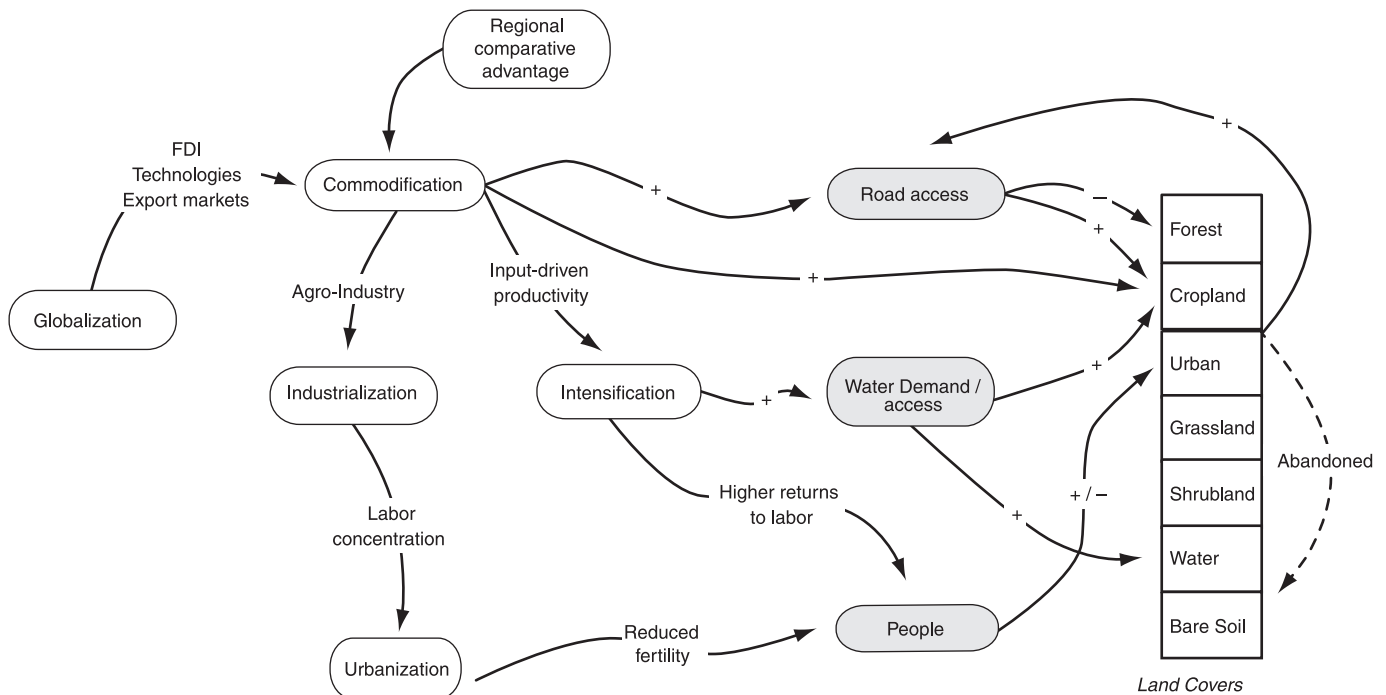 Regional
comparative
advantage
FDI
Technologies
Export markets
Commodification
+
Road access
+
−
+
Forest
Cropland
Urban
Grassland
Shrubland
Water
Bare Soil
Land Covers
Globalization
Agro-Industry
Input-driven
productivity
+
Industrialization
Intensification
+
Water Demand /
access
+
+
Abandoned
Higher returns
to labor
+ / −
Labor
concentration
People
Urbanization
Reduced
fertility